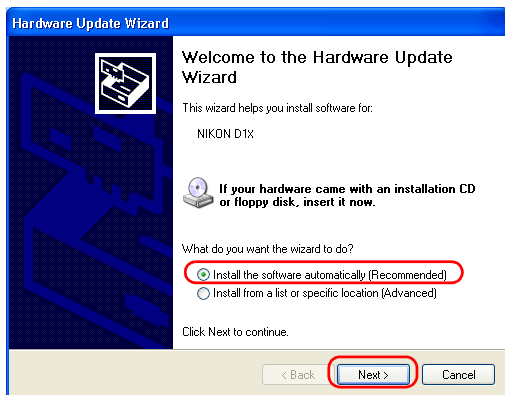 Hardware Update Wizard
Welcome to the Hardware Update
Wizard
This wizard helps you install software for:
NIKON D1X
If your hardware came with an installation CD
or floppy disk, insert it now.
What do you want the wizard to do?
Install the software automatically (Recommended)
Install from a list or specific location (Advanced)
Click Next to continue.
< Back
Next >
Cancel